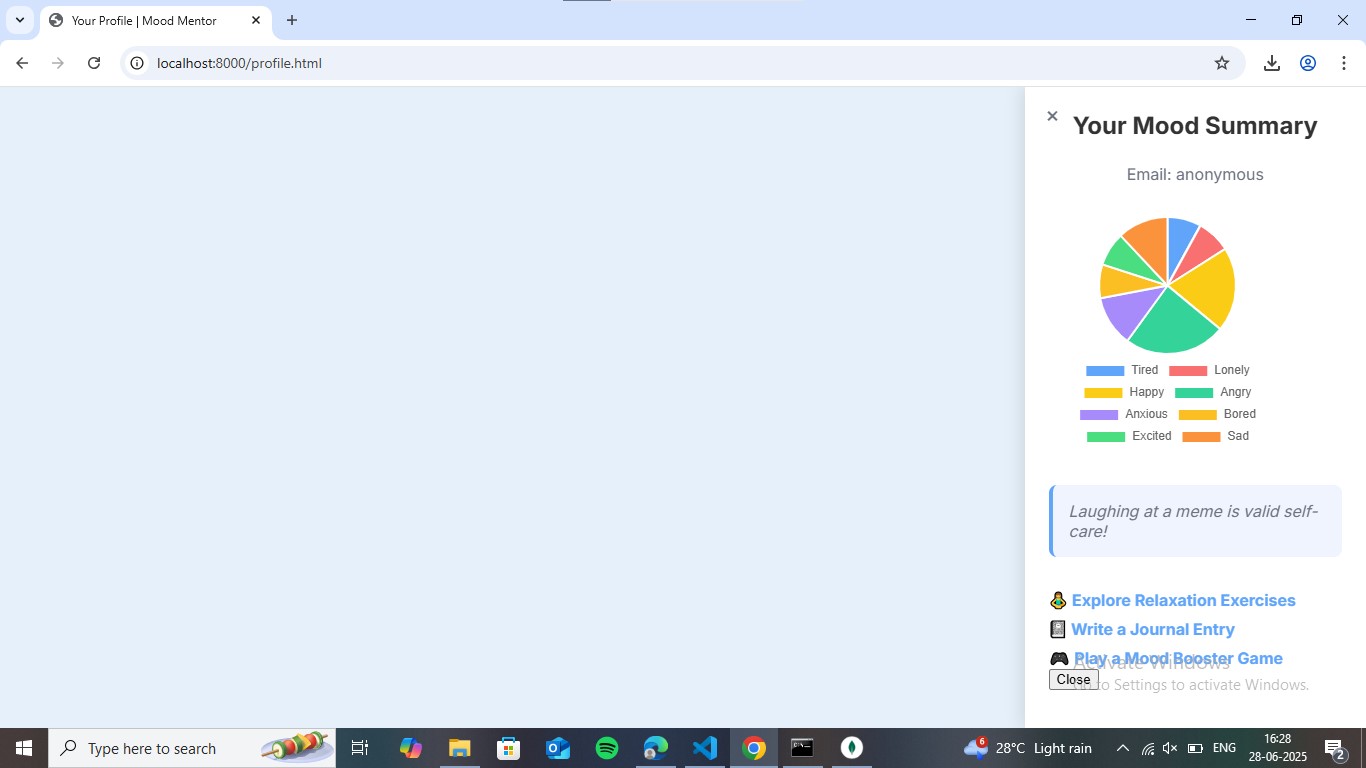 Your Profile | Mood Mentor
localhost:8000/profile.html
Your Mood Summary
Email: anonymous
Tired
Lonely
Happy
Angry
Anxious
Bored
Excited
Sad
Laughing at a meme is valid self-
care!
Explore Relaxation Exercises
Write a Journal Entry
Play a Mood Booster Game
Activate Windows
Go to Settings to activate Windows.
Close
Type here to search
6
28°C Light rain
ENG
16:28
28-06-2025
2